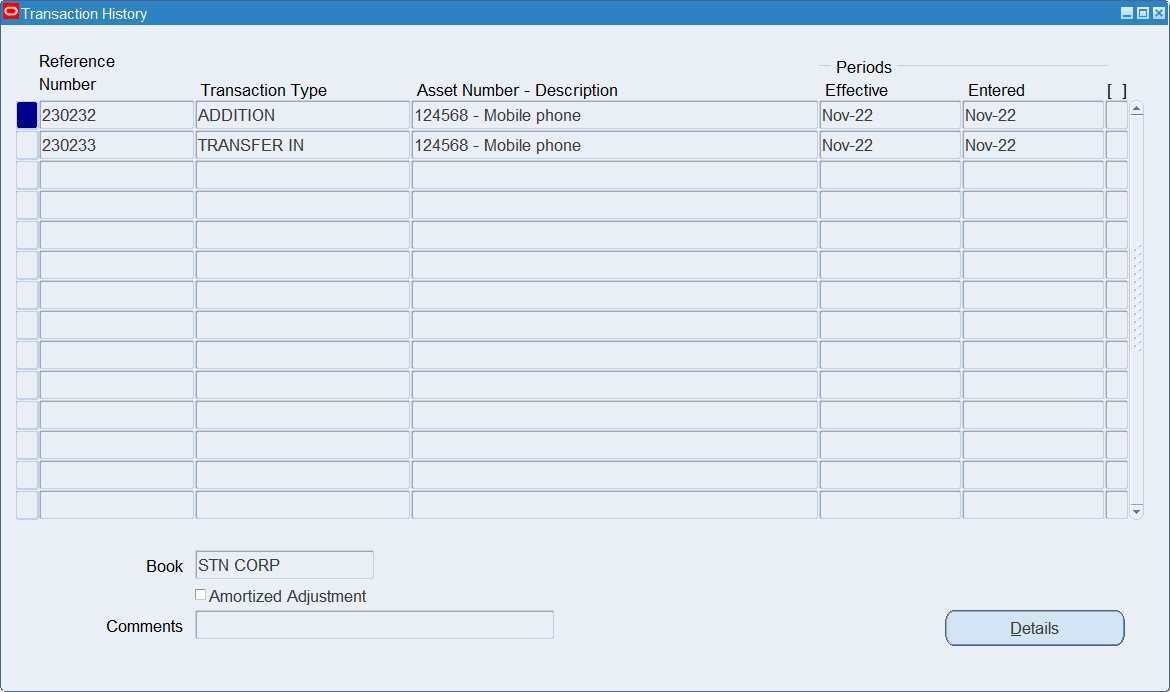 Transaction History
Reference
Number
Transaction Type
Asset Number - Description
Periods
Effective
Entered
[ ]
230232 ADDITION 124568 - Mobile phone Nov-22 Nov-22
230233 TRANSFER IN 124568 - Mobile phone Nov-22 Nov-22
Book STN CORP
Amortized Adjustment
Comments
Details